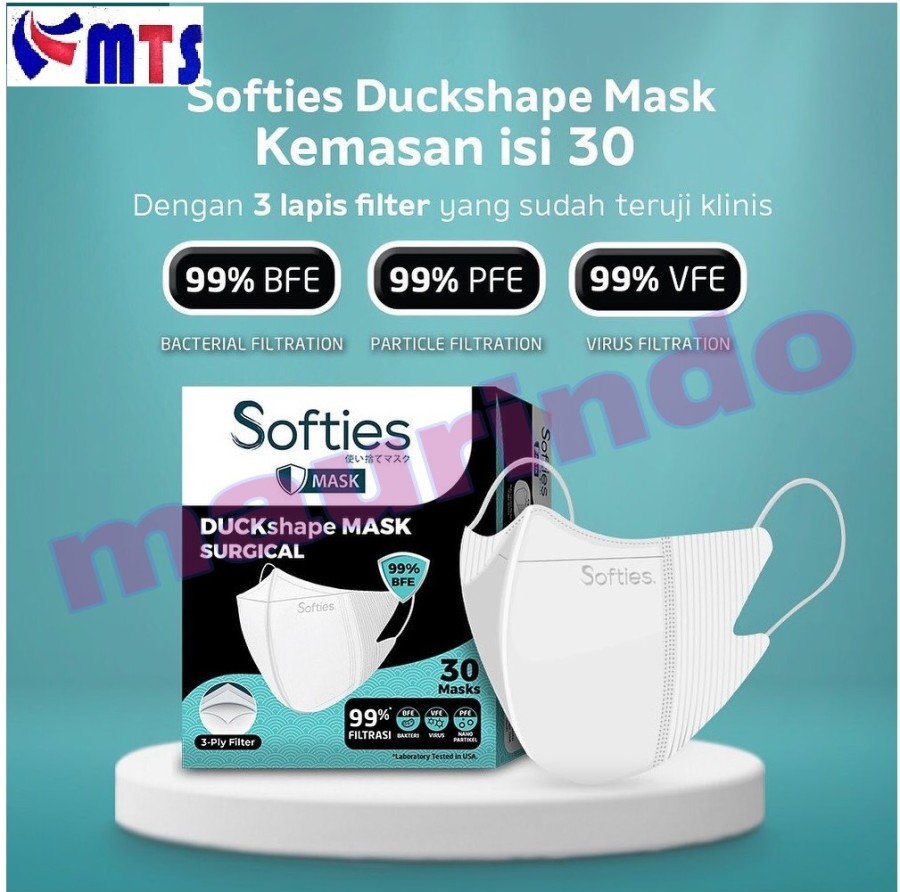 MTS
Softies Duckshape Mask
Kemasan isi 30
Dengan 3 lapis filter yang sudah teruji klinis
99% BFE
99% PFE
99% VFE
BACTERIAL FILTRATION
PARTICLE FILTRATION
VIRUS FILTRATION
maurindo
Softies
使い捨てマスク
MASK
DUCKshape MASK
SURGICAL
99%
BFE
Softies
30
Masks
3-Ply Filter
99%*
FILTRASI
BFE
BAKTERI
VFE
VIRUS
PFE
NANO
PARTIKEL
*Laboratory Tested in USA.
Softies
Softies.